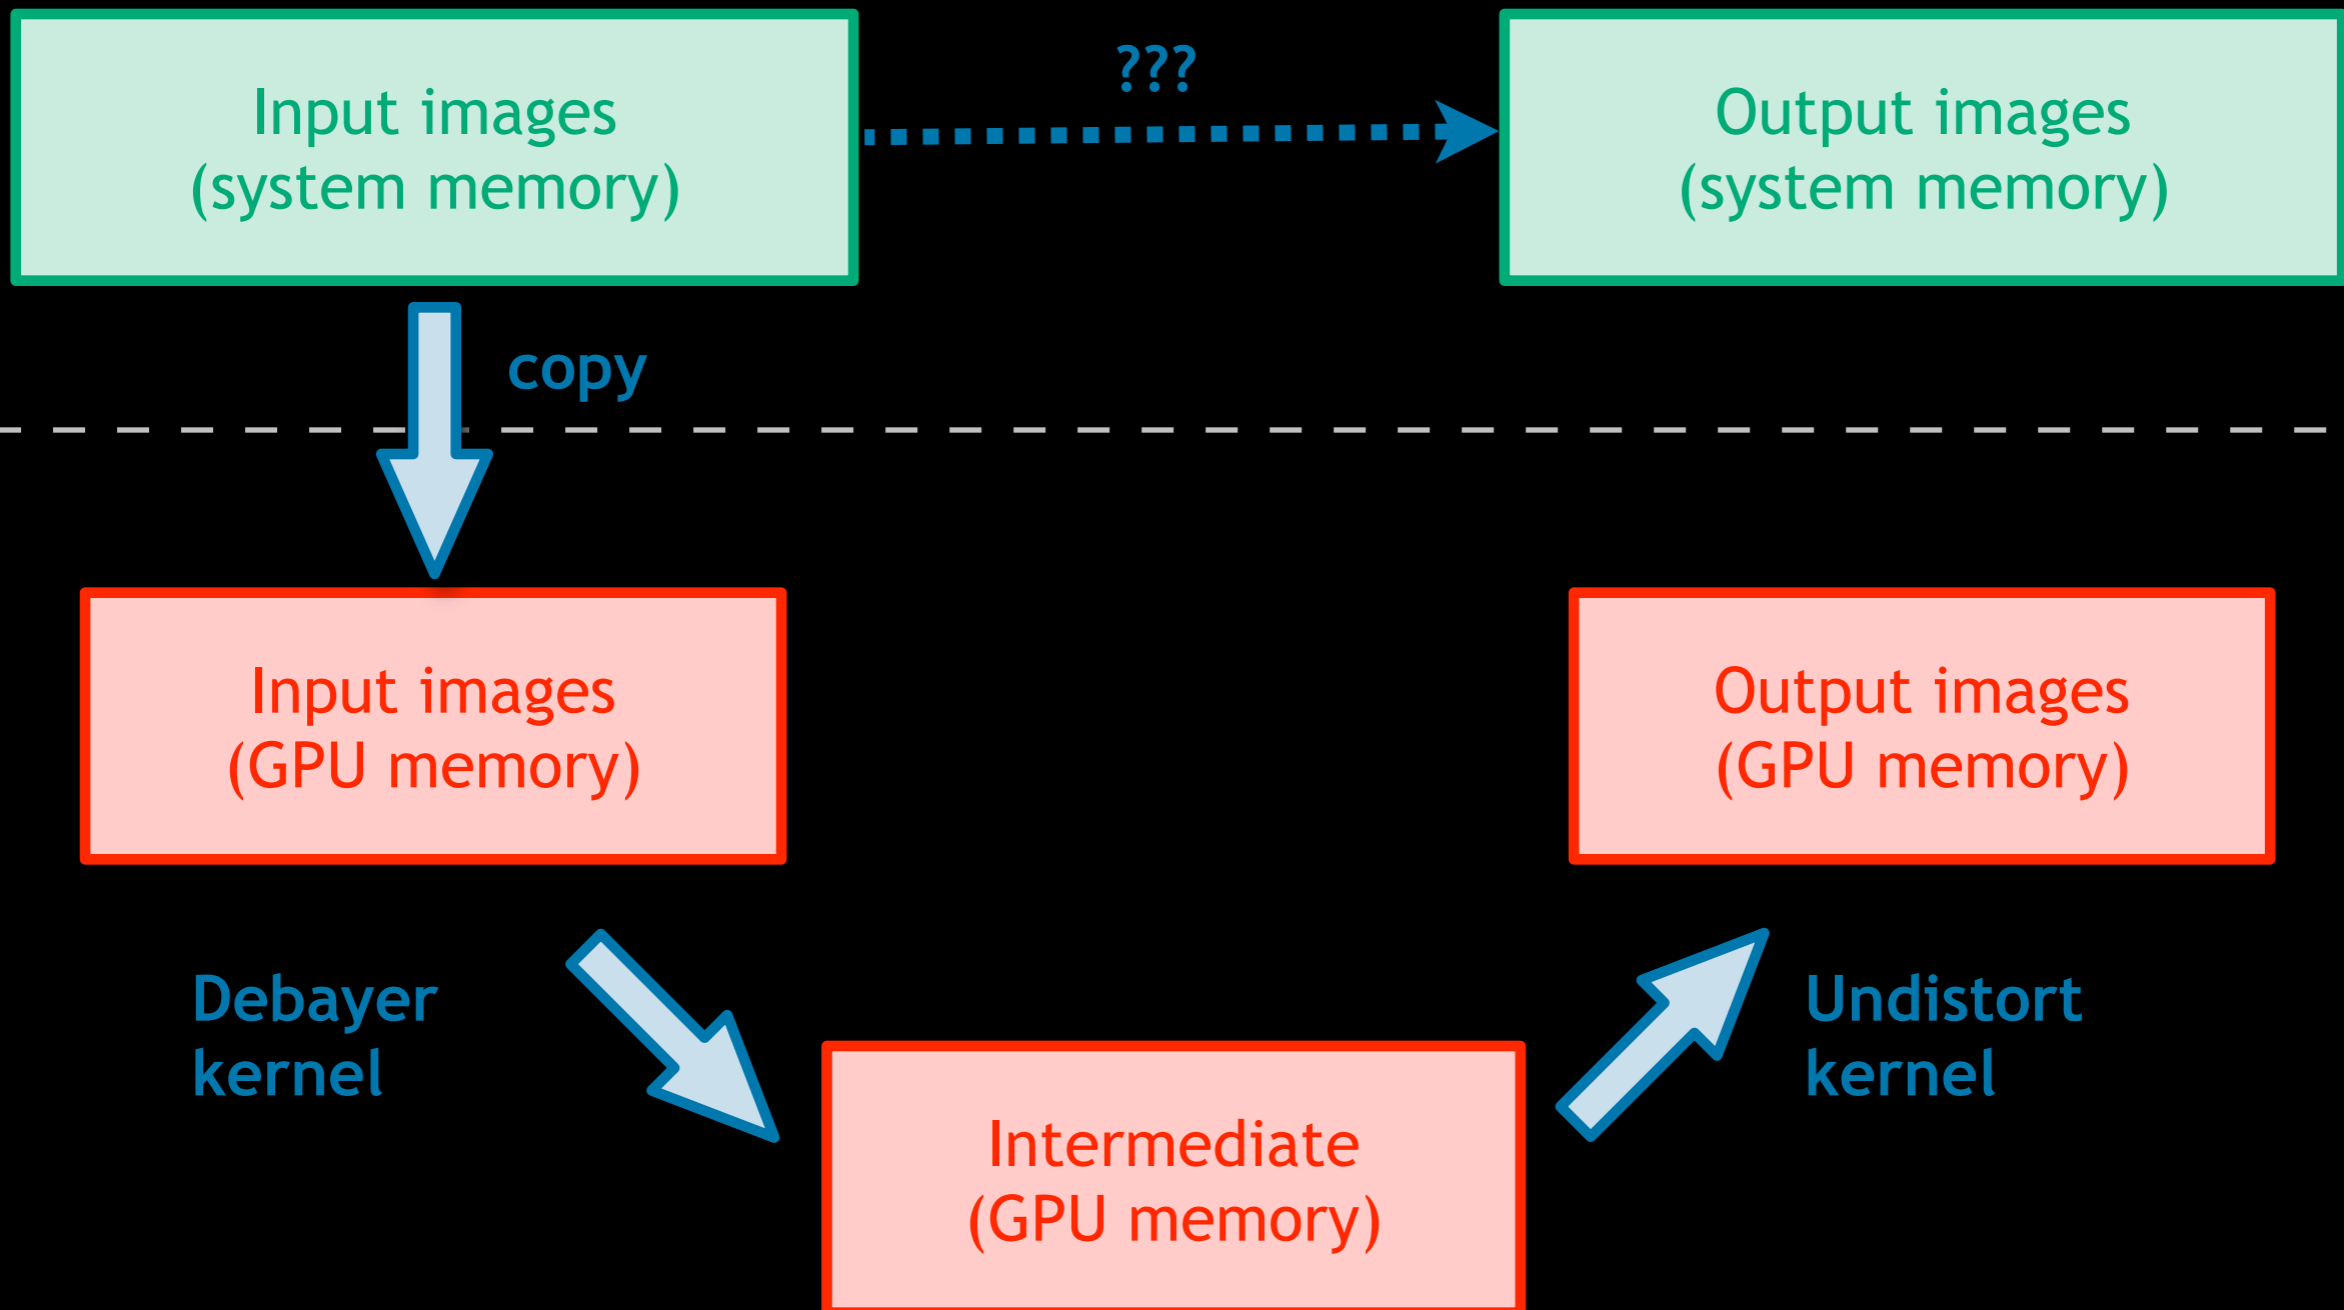 Input images
(system memory)
???
Output images
(system memory)
copy
Input images
(GPU memory)
Output images
(GPU memory)
Debayer
kernel
Undistort
kernel
Intermediate
(GPU memory)